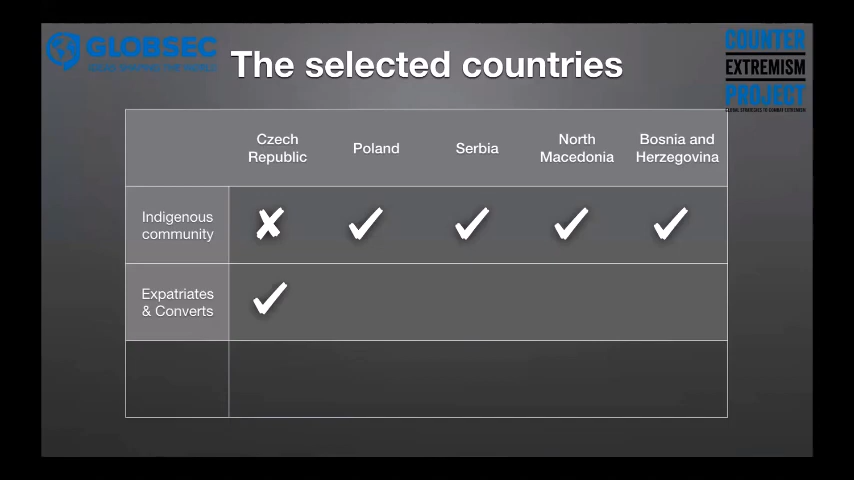 GLOBSEC
The selected countries
COUNTER
EXTREMISM
PROJECT
Czech
Republic
Poland
Serbia
North
Macedonia
Bosnia and
Herzegovina
Indigenous
community
✘ ✔ ✔ ✔ ✔
Expatriates
& Converts
✔